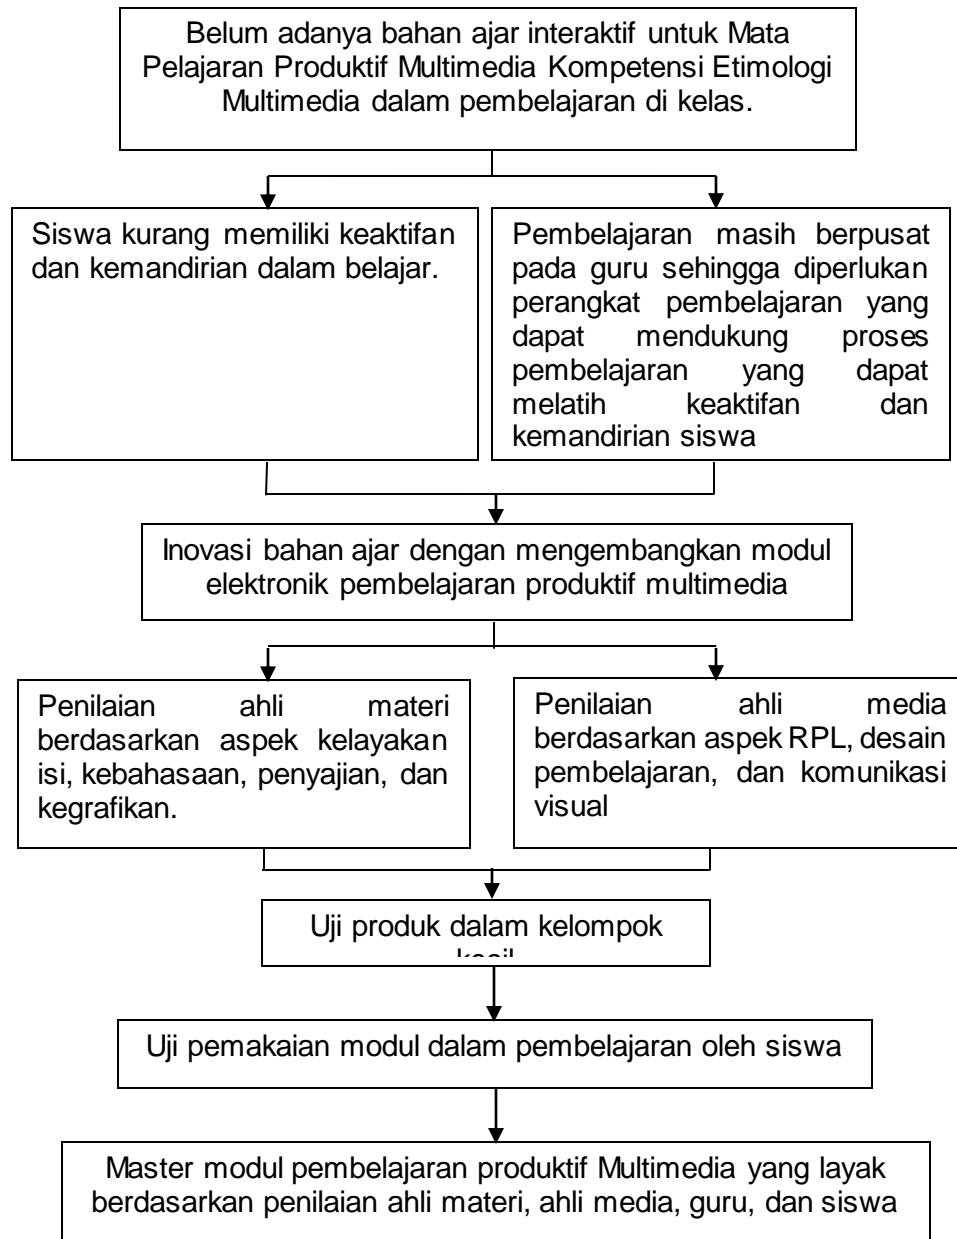 Belum adanya bahan ajar interaktif untuk Mata
Pelajaran Produktif Multimedia Kompetensi Etimologi
Multimedia dalam pembelajaran di kelas.
Siswa kurang memiliki keaktifan
dan kemandirian dalam belajar.
Pembelajaran masih berpusat
pada guru sehingga diperlukan
perangkat pembelajaran yang
dapat mendukung proses
pembelajaran yang dapat
melatih keaktifan dan
kemandirian siswa
Inovasi bahan ajar dengan mengembangkan modul
elektronik pembelajaran produktif multimedia
Penilaian ahli materi
berdasarkan aspek kelayakan
isi, kebahasaan, penyajian, dan
kegrafikan.
Penilaian ahli media
berdasarkan aspek RPL, desain
pembelajaran, dan komunikasi
visual
Uji produk dalam kelompok
Uji pemakaian modul dalam pembelajaran oleh siswa
Master modul pembelajaran produktif Multimedia yang layak
berdasarkan penilaian ahli materi, ahli media, guru, dan siswa